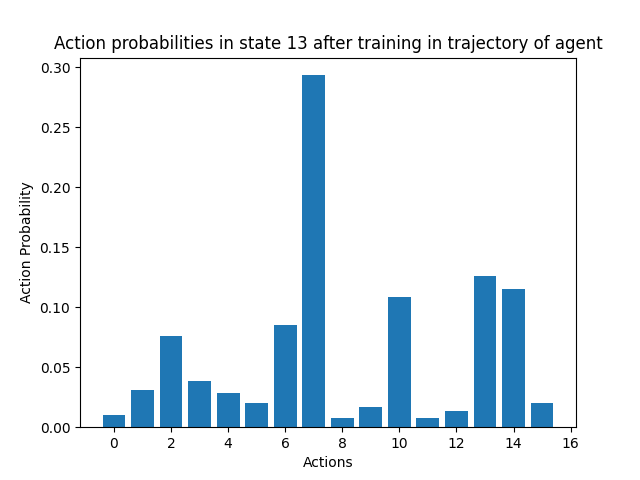 Action probabilities in state 13 after training in trajectory of agent
0.30
0.25
0.20
0.15
0.10
0.05
0.00
Action Probability
0 2 4 6 8 10 12 14 16
Actions